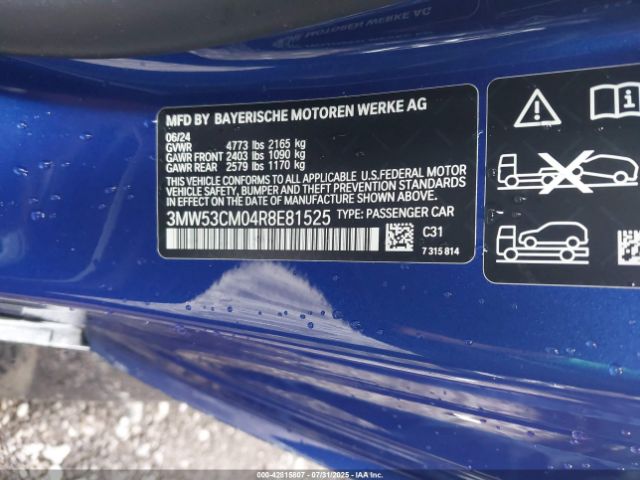 MFD BY BAYERISCHE MOTOREN WERKE AG
06/24
GVWR 4773 lbs 2165 kg
GAWR FRONT 2403 lbs 1090 kg
GAWR REAR 2579 lbs 1170 kg
THIS VEHICLE CONFORMS TO ALL APPLICABLE U.S.FEDERAL MOTOR
VEHICLE SAFETY, BUMPER AND THEFT PREVENTION STANDARDS
IN EFFECT ON THE DATE OF MANUFACTURE SHOWN ABOVE.
3MW53CM04R8E81525 TYPE: PASSENGER CAR
C31
7 315 814
000-42815807 - 07/31/2025 - IAAI.COM